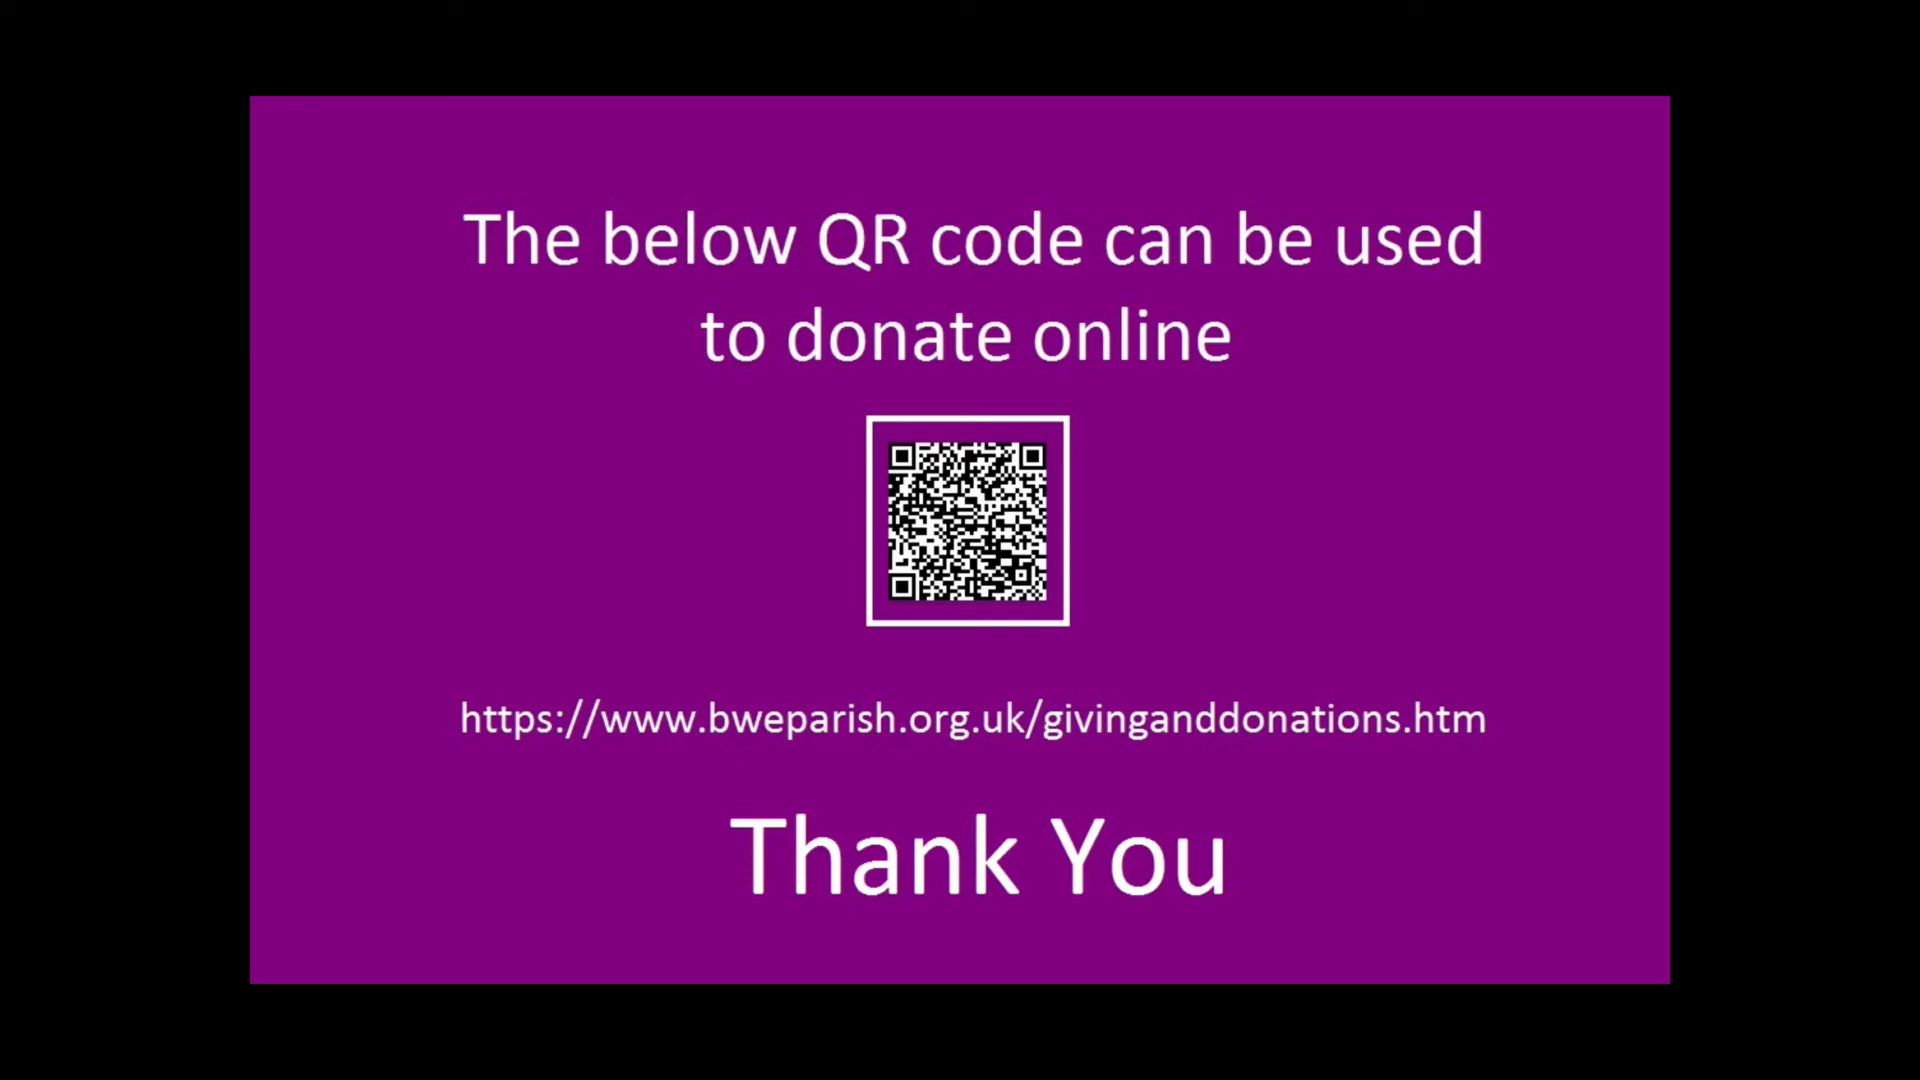 The below QR code can be used
to donate online
https://www.bweparish.org.uk/givinganddonations.htm
Thank You